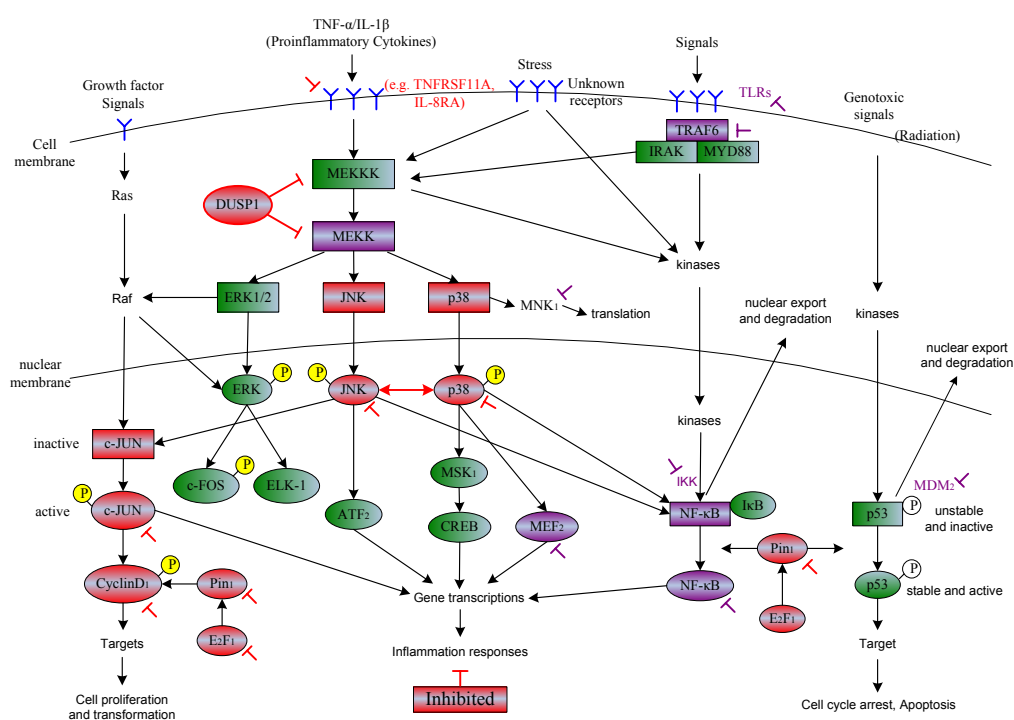 TNF-α/IL-1β
(Proinflammatory Cytokines)
Growth factor
Signals
(e.g. TNFRSF11A,
IL-8RA)
Stress
Unknown
receptors
Signals
TLRs
Genotoxic
signals
(Radiation)
Cell
membrane
TRAF6
IRAK
MYD88
MEKKK
Ras
DUSP1
MEKK
kinases
Raf
ERK1/2
JNK
p38
MNK1
translation
nuclear export
and degradation
kinases
nuclear
membrane
nuclear export
and degradation
P
ERK
P
JNK
p38
P
kinases
inactive
c-JUN
c-FOS
P
ELK-1
MSK1
IKK
MDM2
active
P
c-JUN
ATF2
CREB
MEF2
NF-κB
IκB
p53
P
unstable
and inactive
CyclinD1
P
Pin1
Gene transcriptions
NF-κB
Pin1
p53
P
stable and active
E2F1
E2F1
Targets
Inflammation responses
Target
Inhibited
Cell proliferation
and transformation
Cell cycle arrest, Apoptosis